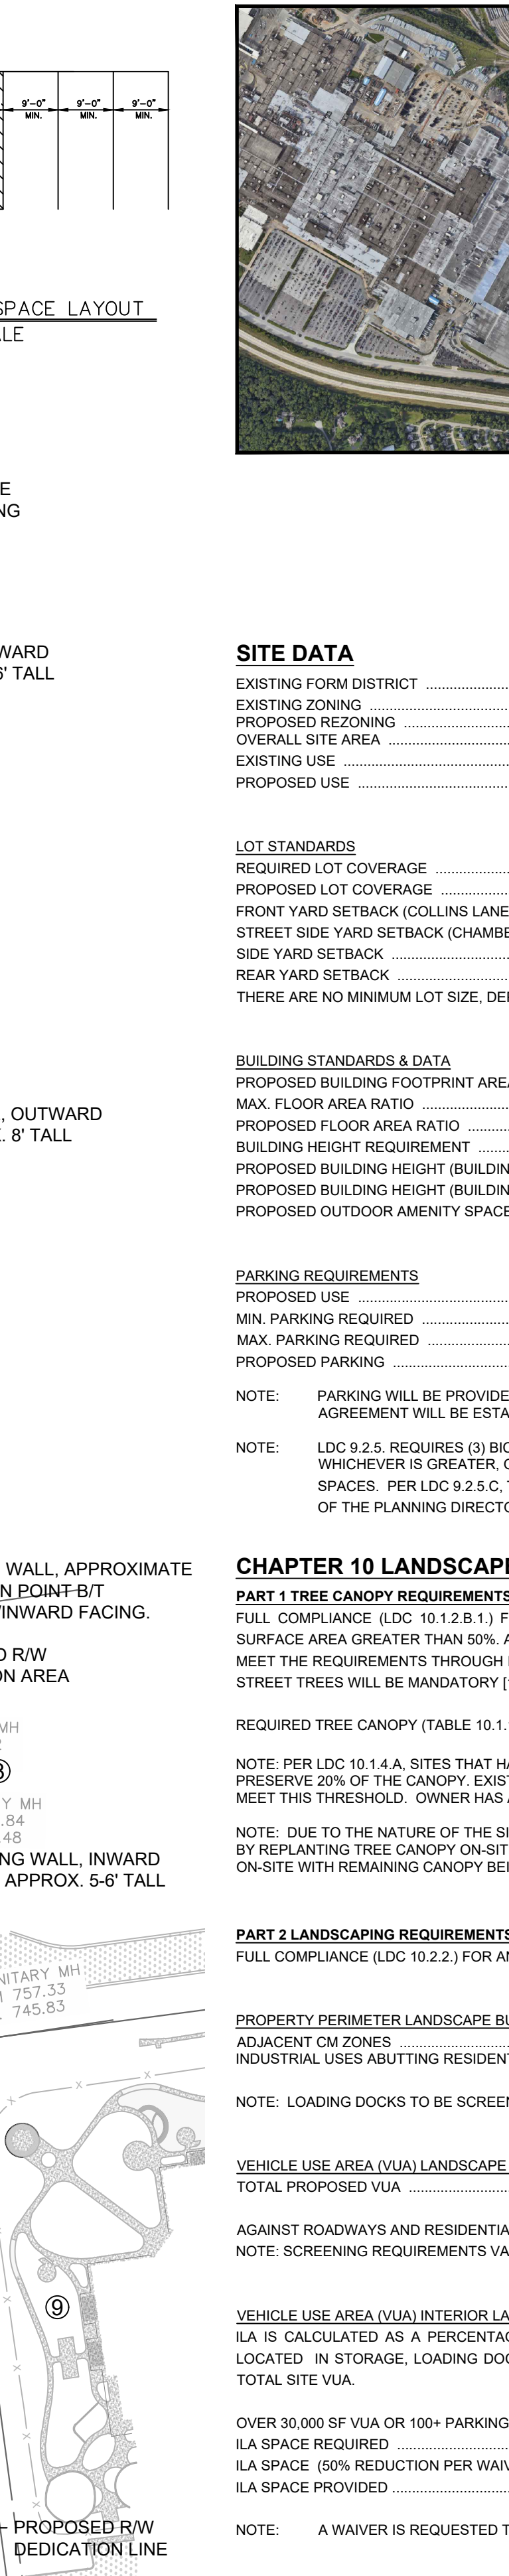 9'-0" 9'-0" 9'-0"
MIN. MIN. MIN.
SPACE LAYOUT
WARD
TALL
SITE DATA
EXISTING FORM DISTRICT
EXISTING ZONING
PROPOSED REZONING
OVERALL SITE AREA
EXISTING USE
PROPOSED USE
LOT STANDARDS
REQUIRED LOT COVERAGE
PROPOSED LOT COVERAGE
FRONT YARD SETBACK (COLLINS LANE
STREET SIDE YARD SETBACK (CHAMBE
SIDE YARD SETBACK
REAR YARD SETBACK
THERE ARE NO MINIMUM LOT SIZE,
BUILDING STANDARDS & DATA
PROPOSED BUILDING FOOTPRINT AREA
MAX. FLOOR AREA RATIO
PROPOSED FLOOR AREA RATIO
BUILDING HEIGHT REQUIREMENT
PROPOSED BUILDING HEIGHT (BUILDIN
PROPOSED BUILDING HEIGHT (BUILDIN
PROPOSED OUTDOOR AMENITY SPACE
, OUTWARD
. 8' TALL
PARKING REQUIREMENTS
PROPOSED USE
MIN. PARKING REQUIRED
MAX. PARKING REQUIRED
PROPOSED PARKING
NOTE: PARKING WILL BE PROVIDE
AGREEMENT WILL BE ESTA
NOTE: LDC 9.2.5. REQUIRES (3) BIC
WHICHEVER IS GREATER,
SPACES. PER LDC 9.2.5.C,
OF THE PLANNING DIRECTO
WALL, APPROXIMATE
N POINT B/T
/INWARD FACING.
R/W
ON AREA
CHAPTER 10 LANDSCAPE
PART 1 TREE CANOPY REQUIREMENTS
FULL COMPLIANCE (LDC 10.1.2.B.1.) F
SURFACE AREA GREATER THAN 50%. A
MEET THE REQUIREMENTS THROUGH
STREET TREES WILL BE MANDATORY
REQUIRED TREE CANOPY (TABLE 10.1.
NOTE: PER LDC 10.1.4.A, SITES THAT HA
PRESERVE 20% OF THE CANOPY. EXIST
MEET THIS THRESHOLD. OWNER HAS
NOTE: DUE TO THE NATURE OF THE SI
BY REPLANTING TREE CANOPY ON-SIT
ON-SITE WITH REMAINING CANOPY BEI
MH
Y MH
.84
.48
NG WALL, INWARD
APPROX. 5-6' TALL
NITARY MH
757.33
745.83
PART 2 LANDSCAPING REQUIREMENTS
FULL COMPLIANCE (LDC 10.2.2.) FOR AN
PROPERTY PERIMETER LANDSCAPE BU
ADJACENT CM ZONES
INDUSTRIAL USES ABUTTING RESIDENT
NOTE: LOADING DOCKS TO BE SCREEN
VEHICLE USE AREA (VUA) LANDSCAPE
TOTAL PROPOSED VUA
AGAINST ROADWAYS AND RESIDENTIA
NOTE: SCREENING REQUIREMENTS VA
VEHICLE USE AREA (VUA) INTERIOR LA
ILA IS CALCULATED AS A PERCENTAG
LOCATED IN STORAGE, LOADING DOC
TOTAL SITE VUA.
OVER 30,000 SF VUA OR 100+ PARKING
ILA SPACE REQUIRED
ILA SPACE (50% REDUCTION PER WAIV
ILA SPACE PROVIDED
NOTE: A WAIVER IS REQUESTED T
9
PROPOSED R/W
DEDICATION LINE